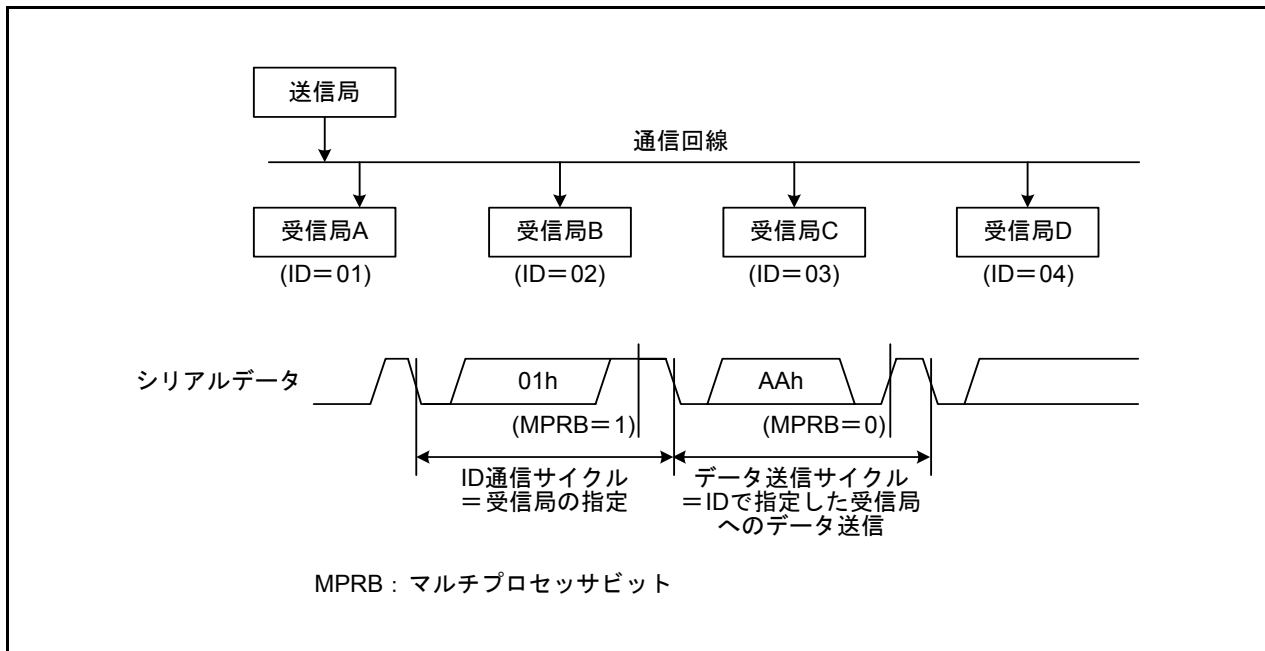 送信局
通信回線
受信局A
受信局B
受信局C
受信局D
(ID＝01)
(ID＝02)
(ID＝03)
(ID＝04)
シリアルデータ
01h
AAh
(MPRB＝1)
(MPRB＝0)
ID通信サイクル
＝受信局の指定
データ送信サイクル
＝IDで指定した受信局
へのデータ送信
MPRB：マルチプロセッサビット